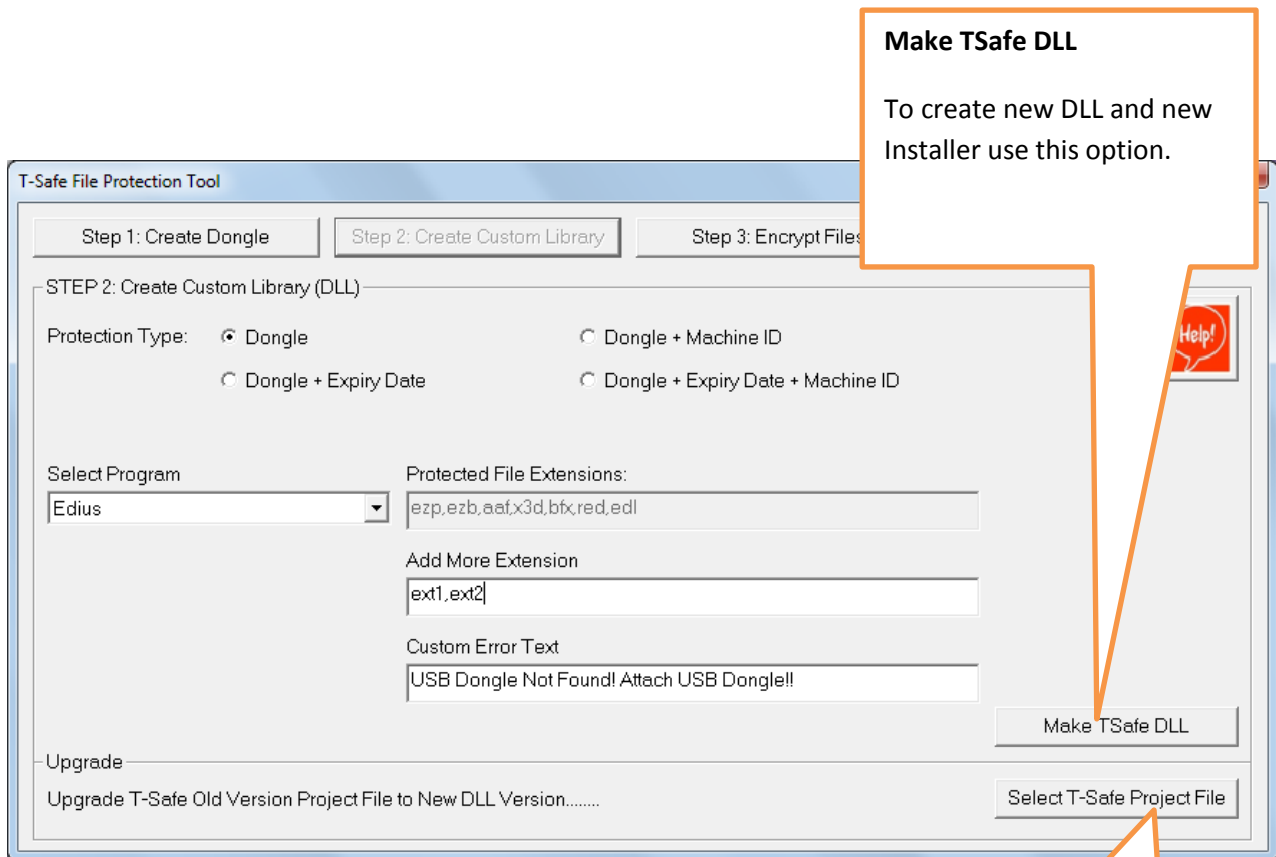 Make TSafe DLL
To create new DLL and new
Installer use this option.
T-Safe File Protection Tool
Step 1: Create Dongle
Step 2: Create Custom Library
Step 3: Encrypt Files
STEP 2: Create Custom Library (DLL)
Help!
Protection Type:
Dongle
Dongle + Machine ID
Dongle + Expiry Date
Dongle + Expiry Date + Machine ID
Select Program
Protected File Extensions:
Edius
ezp,ezb,aaf,x3d,bfx,red,edl
Add More Extension
ext1,ext2
Custom Error Text
USB Dongle Not Found! Attach USB Dongle!!
Make TSafe DLL
Upgrade
Upgrade T-Safe Old Version Project File to New DLL Version........
Select T-Safe Project File